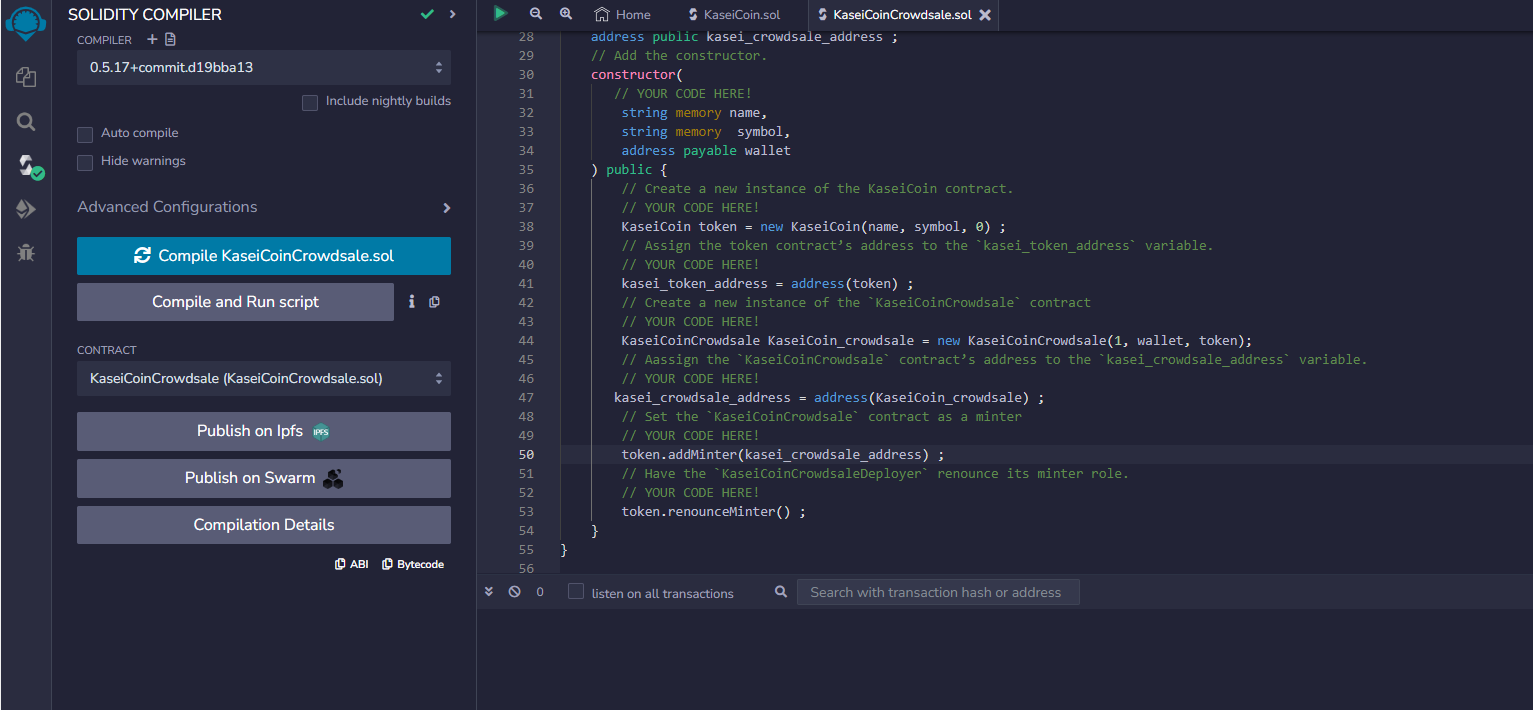 SOLIDITY COMPILER
COMPILER
0.5.17+commit.d19bba13
Include nightly builds
Auto compile
Hide warnings
Advanced Configurations
Compile KaseiCoinCrowdsale.sol
Compile and Run script
CONTRACT
KaseiCoinCrowdsale (KaseiCoinCrowdsale.sol)
Publish on Ipfs IPFS
Publish on Swarm
Compilation Details
ABI Bytecode
Home KaseiCoin.sol KaseiCoinCrowdsale.sol
28 address public kasei_crowdsale_address ;
29 // Add the constructor.
30 constructor(
31 // YOUR CODE HERE!
32 string memory name,
33 string memory  symbol,
34 address payable wallet
35 ) public {
36 // Create a new instance of the KaseiCoin contract.
37 // YOUR CODE HERE!
38 KaseiCoin token = new KaseiCoin(name, symbol, 0) ;
39 // Assign the token contract’s address to the `kasei_token_address` variable.
40 // YOUR CODE HERE!
41 kasei_token_address = address(token) ;
42 // Create a new instance of the `KaseiCoinCrowdsale` contract
43 // YOUR CODE HERE!
44 KaseiCoinCrowdsale KaseiCoin_crowdsale = new KaseiCoinCrowdsale(1, wallet, token);
45 // Aassign the `KaseiCoinCrowdsale` contract’s address to the `kasei_crowdsale_address` variable.
46 // YOUR CODE HERE!
47 kasei_crowdsale_address = address(KaseiCoin_crowdsale) ;
48 // Set the `KaseiCoinCrowdsale` contract as a minter
49 // YOUR CODE HERE!
50 token.addMinter(kasei_crowdsale_address) ;
51 // Have the `KaseiCoinCrowdsaleDeployer` renounce its minter role.
52 // YOUR CODE HERE!
53 token.renounceMinter() ;
54 }
55 }
56
0 listen on all transactions Search with transaction hash or address